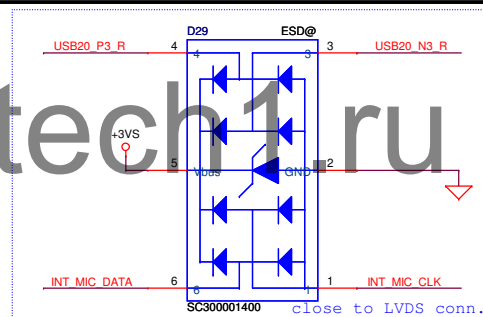 D29 ESD@
USB20_P3_R 4 4 3 3 USB20_N3_R
+3VS
tech1.ru
5 Vbus GND 2
INT_MIC_DATA 6 6 1 1 INT_MIC_CLK
SC300001400
close to LVDS conn.